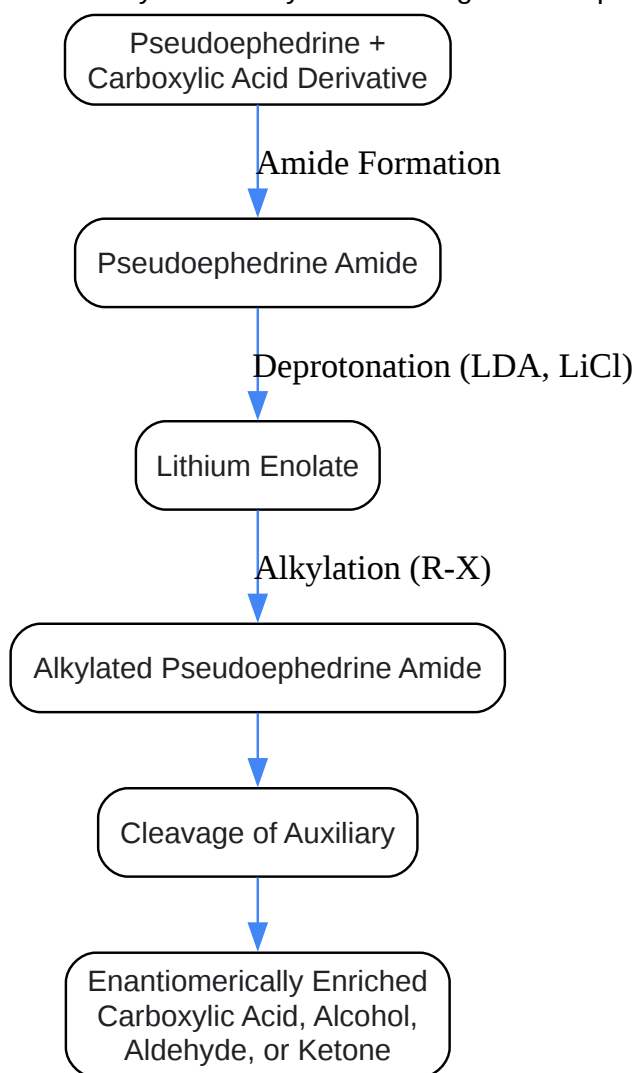 Pseudoephedrine +
Carboxylic Acid Derivative
Amide Formation
Pseudoephedrine Amide
Deprotonation (LDA, LiCl)
Lithium Enolate
Alkylation (R-X)
Alkylated Pseudoephedrine Amide
Cleavage of Auxiliary
Enantiomerically Enriched
Carboxylic Acid, Alcohol,
Aldehyde, or Ketone